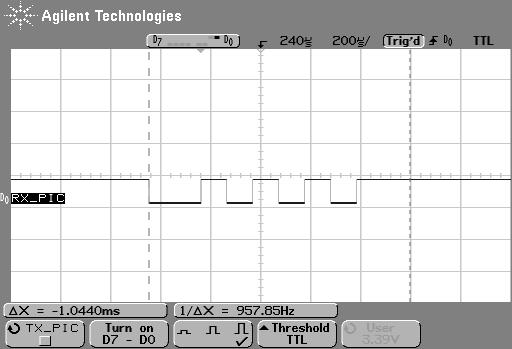 Agilent Technologies
D7 D0 240µs 200µs/ Trig'd D0 TTL
D0 RX_PIC
ΔX = -1.0440ms 1/ΔX = 957.85Hz
TX_PIC Turn on Threshold User
D7 - D0 TTL 3.39V